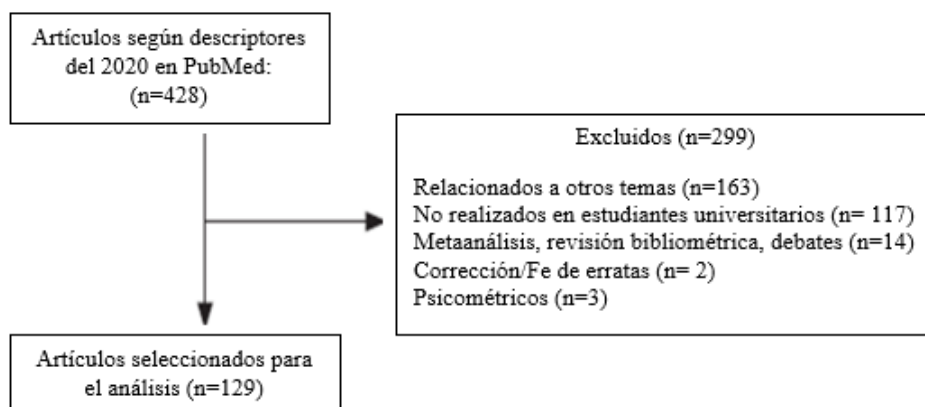 Artículos según descriptores
del 2020 en PubMed:
(n=428)
Excluidos (n=299)
Relacionados a otros temas (n=163)
No realizados en estudiantes universitarios (n= 117)
Metaanálisis, revisión bibliométrica, debates (n=14)
Corrección/Fe de erratas (n= 2)
Psicométricos (n=3)
Artículos seleccionados para
el análisis (n=129)